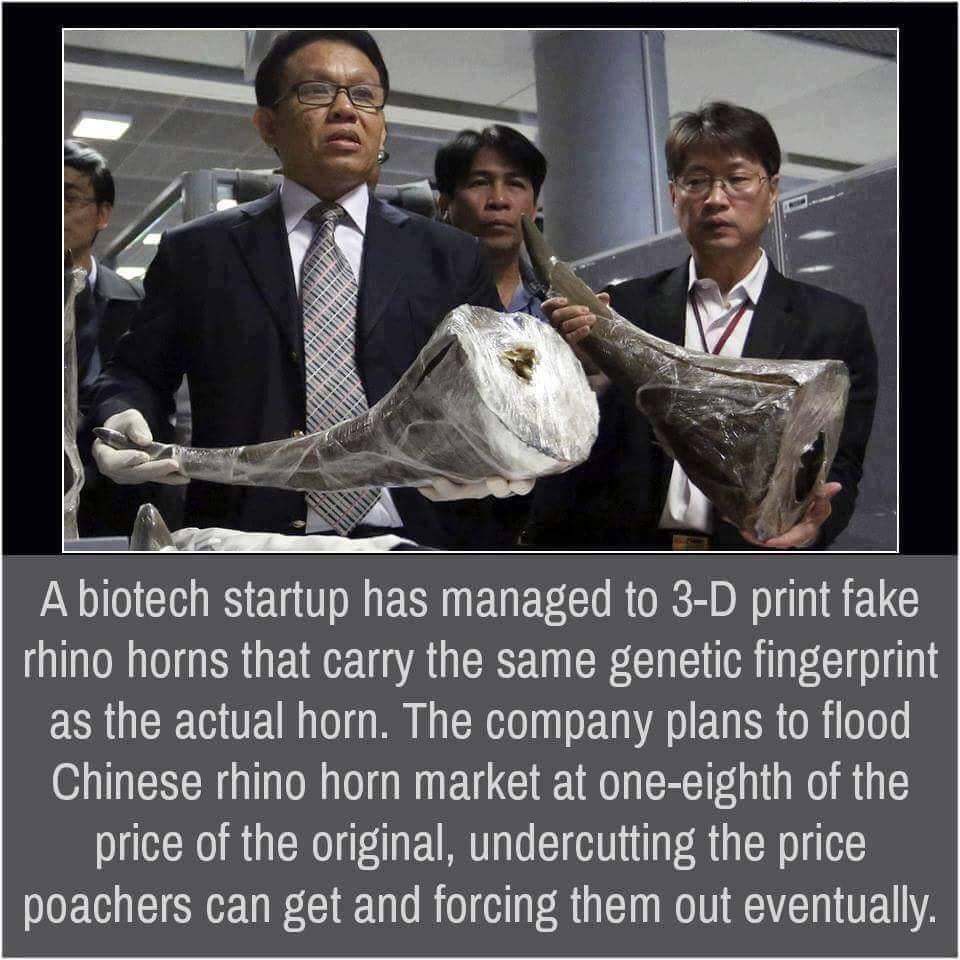 A biotech startup has managed to 3-D print fake
rhino horns that carry the same genetic fingerprint
as the actual horn. The company plans to flood
Chinese rhino horn market at one-eighth of the
price of the original, undercutting the price
poachers can get and forcing them out eventually.